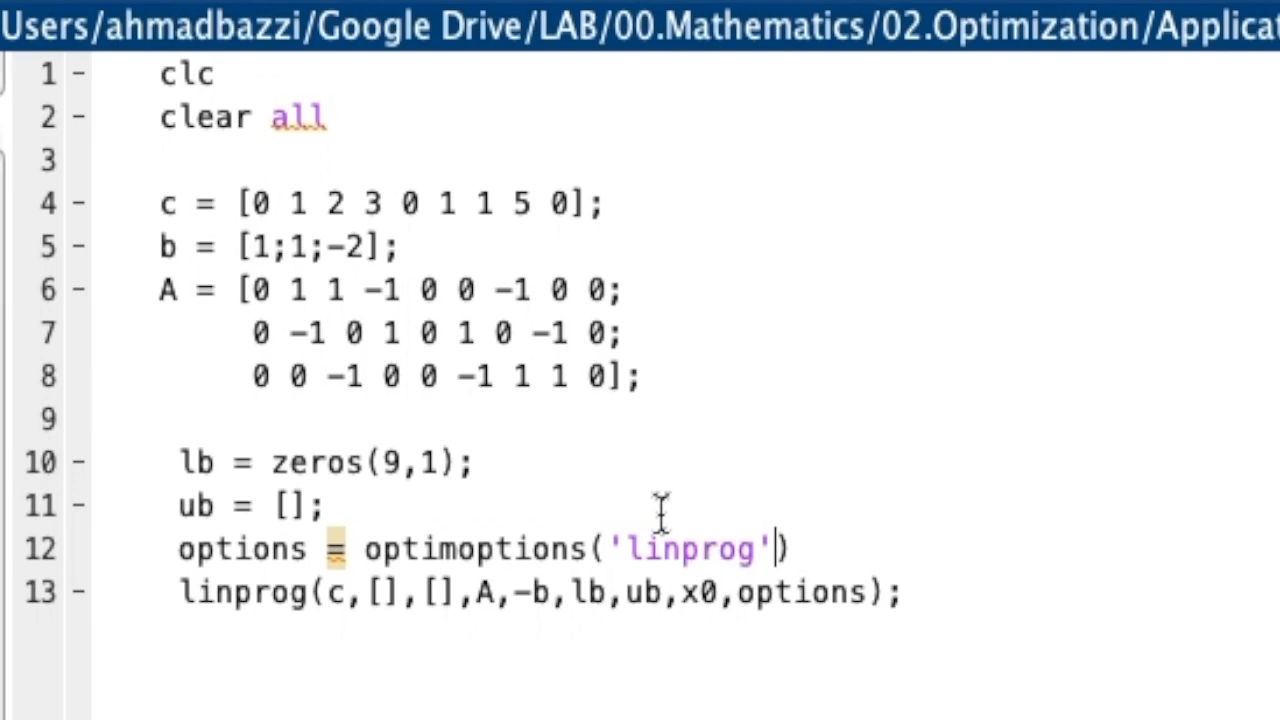 Users/ahmadbazzi/Google Drive/LAB/00.Mathematics/02.Optimization/Applica
1 - clc
2 - clear all
3
4 - c = [0 1 2 3 0 1 1 5 0];
5 - b = [1;1;-2];
6 - A = [0 1 1 -1 0 0 -1 0 0;
7 0 -1 0 1 0 1 0 -1 0;
8 0 0 -1 0 0 -1 1 1 0];
9
10 - lb = zeros(9,1);
11 - ub = [];
12 options = optimoptions('linprog')
13 - linprog(c,[],[],A,-b,lb,ub,x0,options);